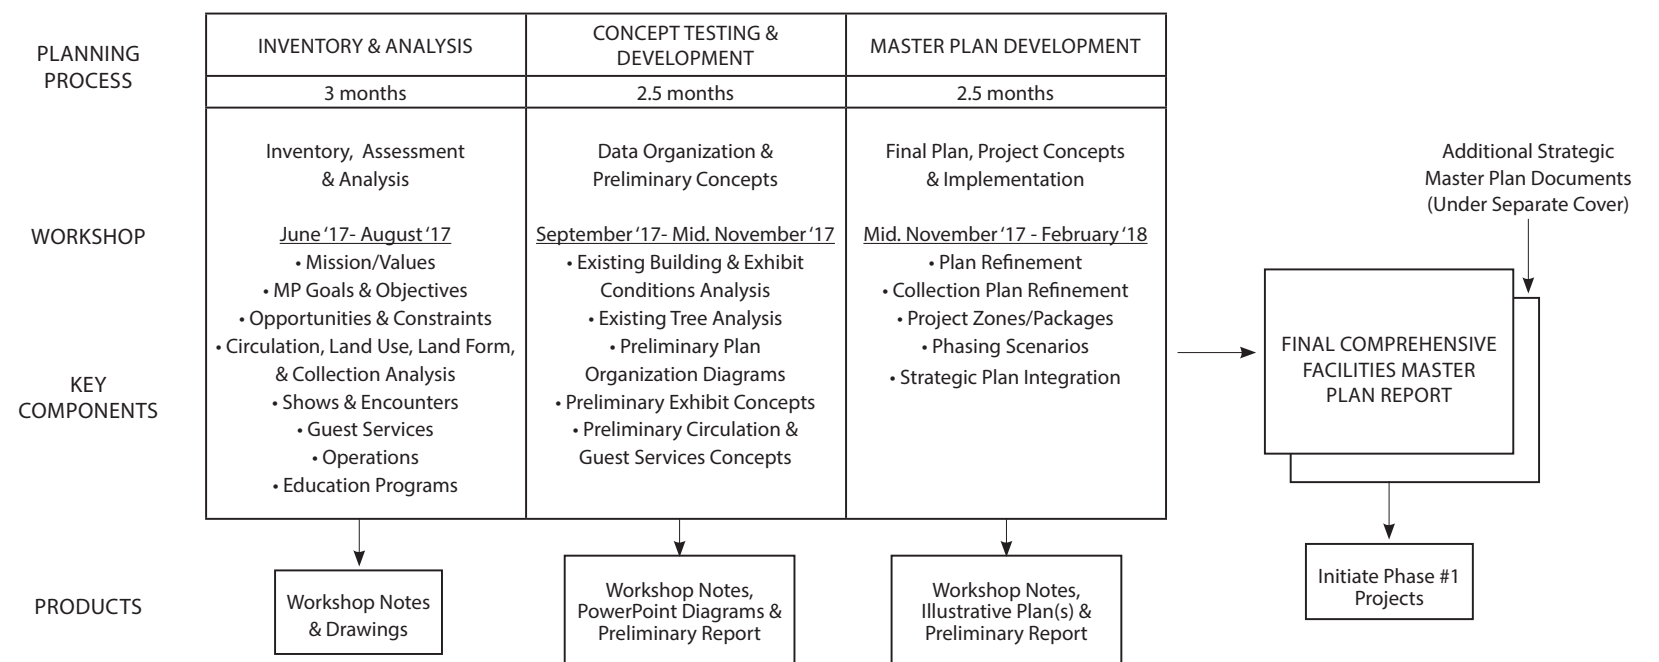 PLANNING
PROCESS
INVENTORY & ANALYSIS
CONCEPT TESTING &
DEVELOPMENT
MASTER PLAN DEVELOPMENT
3 months
2.5 months
2.5 months
WORKSHOP
KEY
COMPONENTS
Inventory, Assessment
& Analysis
June ‘17- August ‘17
• Mission/Values
• MP Goals & Objectives
• Opportunities & Constraints
• Circulation, Land Use, Land Form,
& Collection Analysis
• Shows & Encounters
• Guest Services
• Operations
• Education Programs
Data Organization &
Preliminary Concepts
September ‘17- Mid. November ‘17
• Existing Building & Exhibit
Conditions Analysis
• Existing Tree Analysis
• Preliminary Plan
Organization Diagrams
• Preliminary Exhibit Concepts
• Preliminary Circulation &
Guest Services Concepts
Final Plan, Project Concepts
& Implementation
Mid. November ‘17 - February ‘18
• Plan Refinement
• Collection Plan Refinement
• Project Zones/Packages
• Phasing Scenarios
• Strategic Plan Integration
Additional Strategic
Master Plan Documents
(Under Separate Cover)
FINAL COMPREHENSIVE
FACILITIES MASTER
PLAN REPORT
PRODUCTS
Workshop Notes
& Drawings
Workshop Notes,
PowerPoint Diagrams &
Preliminary Report
Workshop Notes,
Illustrative Plan(s) &
Preliminary Report
Initiate Phase #1
Projects